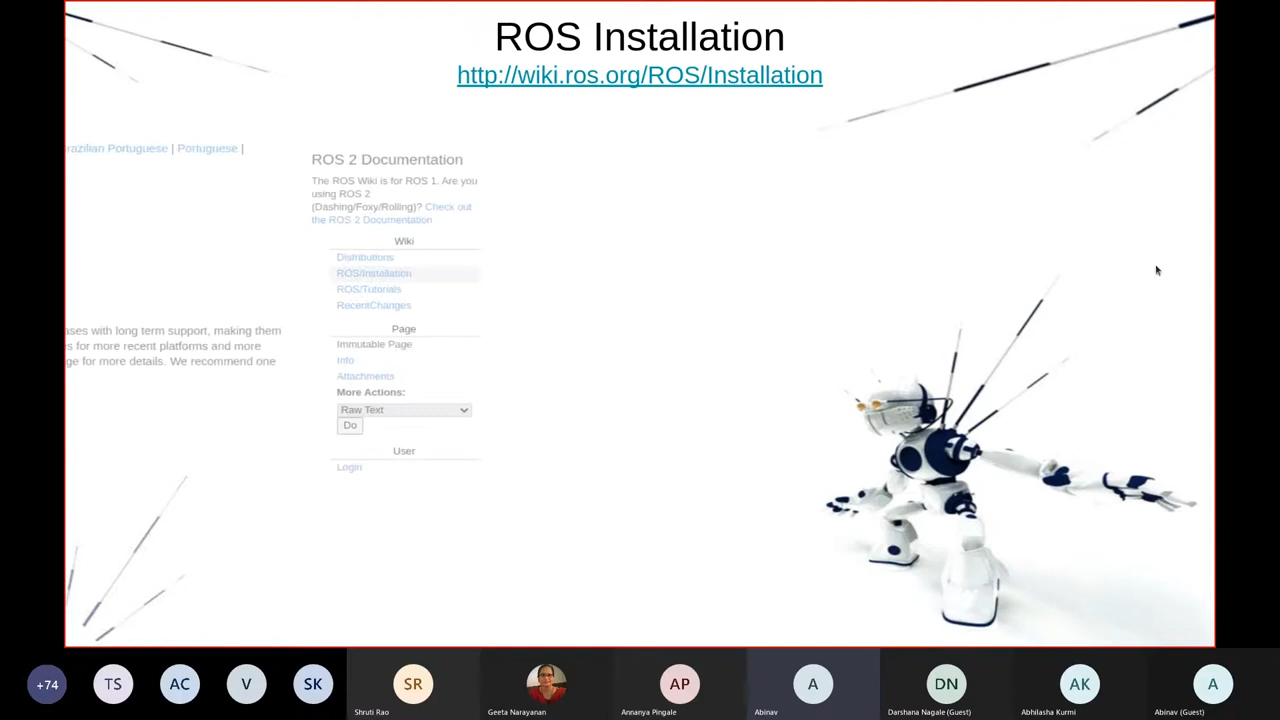 ROS Installation
http://wiki.ros.org/ROS/Installation
razilian Portuguese | Portuguese |
ROS 2 Documentation
The ROS Wiki is for ROS 1. Are you
using ROS 2
(Dashing/Foxy/Rolling)? Check out
the ROS 2 Documentation
Wiki
Distributions
ROS/Installation
ROS/Tutorials
RecentChanges
Page
Immutable Page
Info
Attachments
More Actions:
Raw Text
Do
User
Login
ases with long term support, making them
s for more recent platforms and more
ge for more details. We recommend one
+74
TS
AC
V
SK
SR
AP
A
DN
AK
A
Shruti Rao
Geeta Narayanan
Annanya Pingale
Abinav
Darshana Nagale (Guest)
Abhilasha Kurmi
Abinav (Guest)